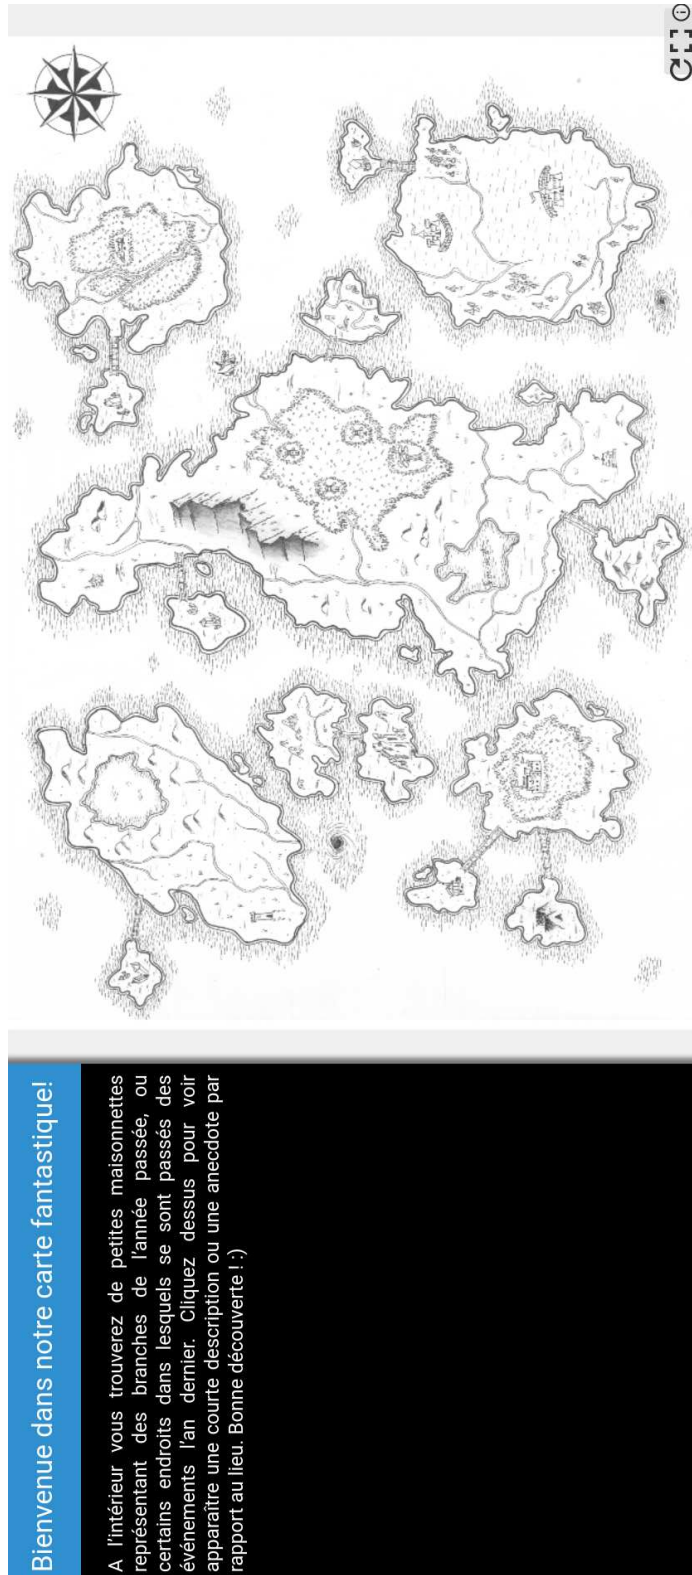 Bienvenue dans notre carte fantastique!
A l'intérieur vous trouverez de petites maisonnettes
représentant des branches de l'année passée, ou
certains endroits dans lesquels se sont passés des
événements l'an dernier. Cliquez dessus pour voir
apparaître une courte description ou une anecdote par
rapport au lieu. Bonne découverte ! :)